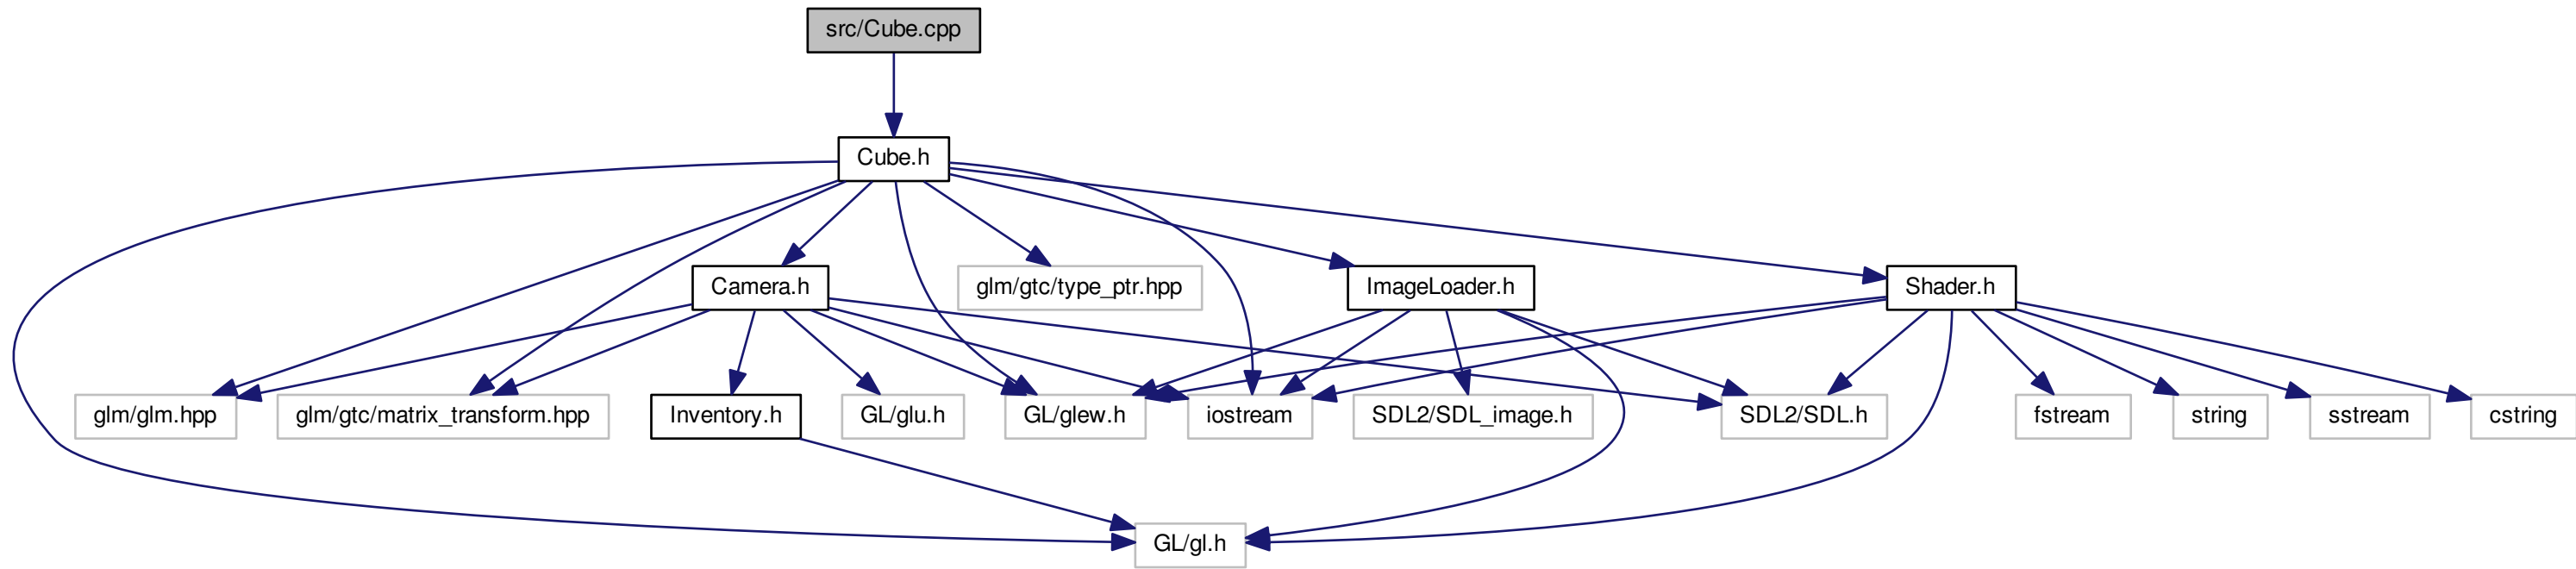 src/Cube.cpp
Cube.h
Camera.h
glm/gtc/type_ptr.hpp
ImageLoader.h
Shader.h
glm/glm.hpp
glm/gtc/matrix_transform.hpp
Inventory.h
GL/glu.h
GL/glew.h
iostream
SDL2/SDL_image.h
SDL2/SDL.h
fstream
string
sstream
cstring
GL/gl.h